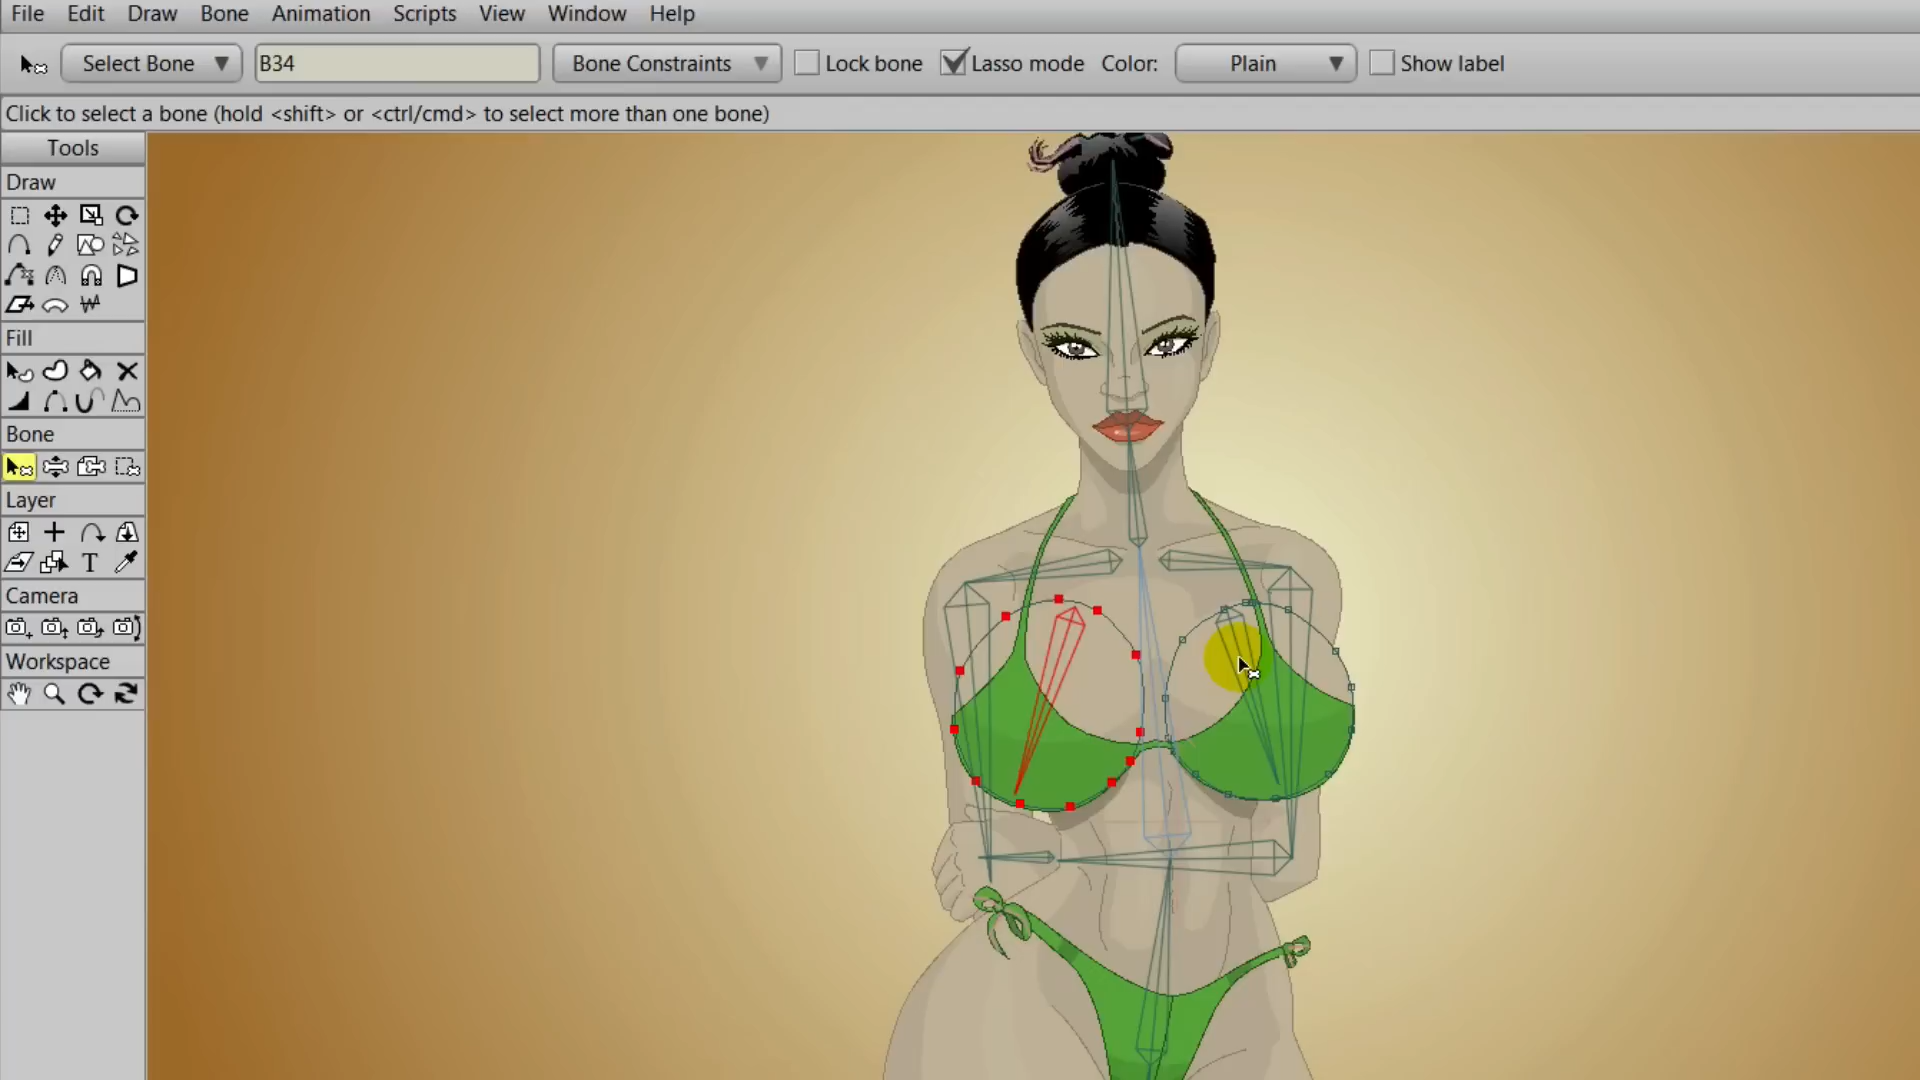 File Edit Draw Bone Animation Scripts View Window Help
Select Bone B34 Bone Constraints Lock bone Lasso mode Color: Plain Show label
Click to select a bone (hold <shift> or <ctrl/cmd> to select more than one bone)
Tools
Draw
Fill
Bone
Layer
T
Camera
Workspace